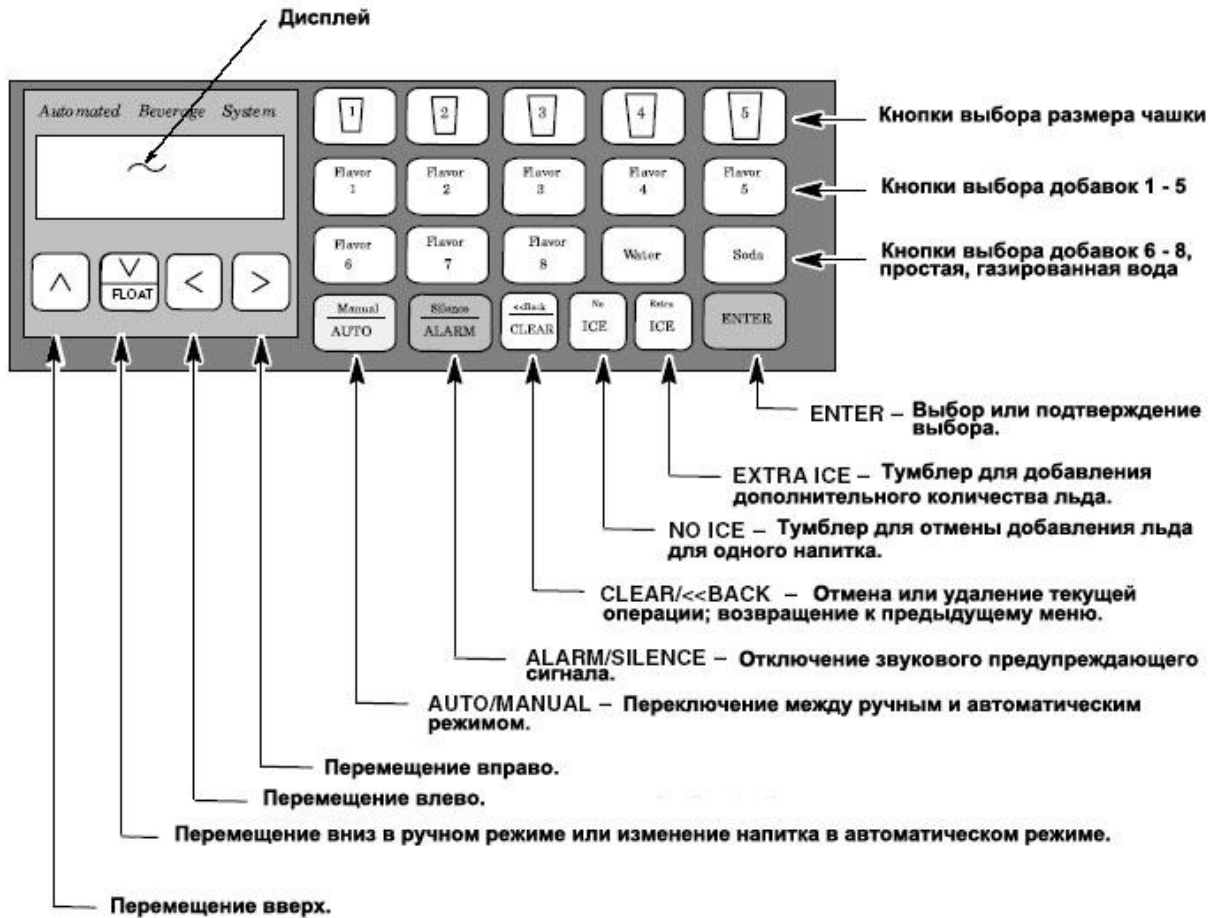 Дисплей
Automated Beverage System
1 2 3 4 5
Кнопки выбора размера чашки
Flavor 1
Flavor 2
Flavor 3
Flavor 4
Flavor 5
Кнопки выбора добавок 1 - 5
Flavor 6
Flavor 7
Flavor 8
Water
Soda
Кнопки выбора добавок 6 - 8,
простая, газированная вода
FLOAT
Manual
AUTO
Silence
ALARM
<<Back
CLEAR
No
ICE
Extra
ICE
ENTER
ENTER – Выбор или подтверждение
выбора.
EXTRA ICE – Тумблер для добавления
дополнительного количества льда.
NO ICE – Тумблер для отмены добавления льда
для одного напитка.
CLEAR/<<BACK – Отмена или удаление текущей
операции; возвращение к предыдущему меню.
ALARM/SILENCE – Отключение звукового предупреждающего
сигнала.
AUTO/MANUAL – Переключение между ручным и автоматическим
режимом.
Перемещение вправо.
Перемещение влево.
Перемещение вниз в ручном режиме или изменение напитка в автоматическом режиме.
Перемещение вверх.